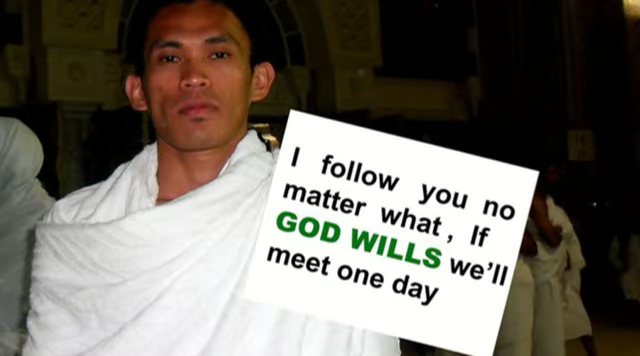 I follow you no
matter what , If
GOD WILLS we'll
meet one day